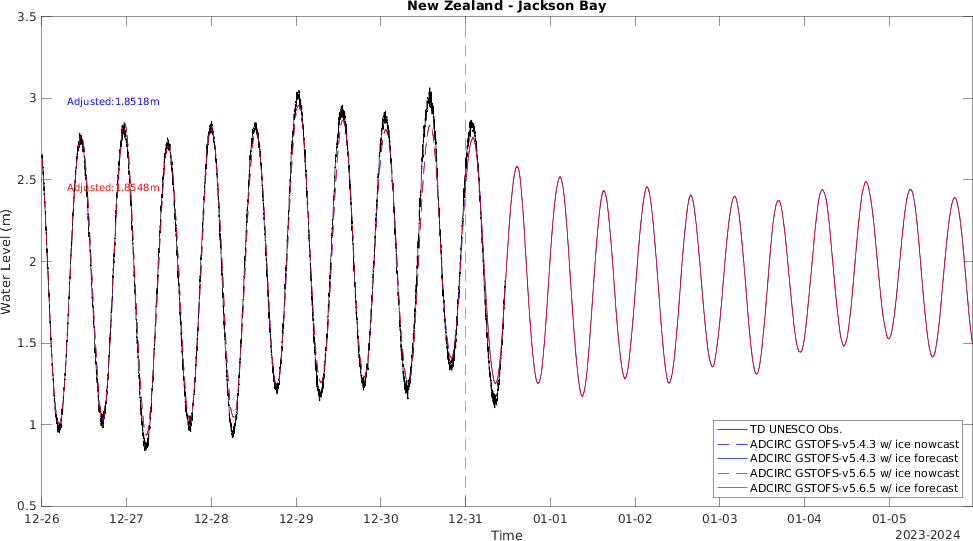 New Zealand - Jackson Bay
3.5
3
2.5
2
1.5
1
0.5
Water Level (m)
Adjusted:1.8518m
Adjusted:1.8548m
TD UNESCO Obs.
ADCIRC GSTOFS-v5.4.3 w/ ice nowcast
ADCIRC GSTOFS-v5.4.3 w/ ice forecast
ADCIRC GSTOFS-v5.6.5 w/ ice nowcast
ADCIRC GSTOFS-v5.6.5 w/ ice forecast
12-26 12-27 12-28 12-29 12-30 12-31 01-01 01-02 01-03 01-04 01-05
Time
2023-2024